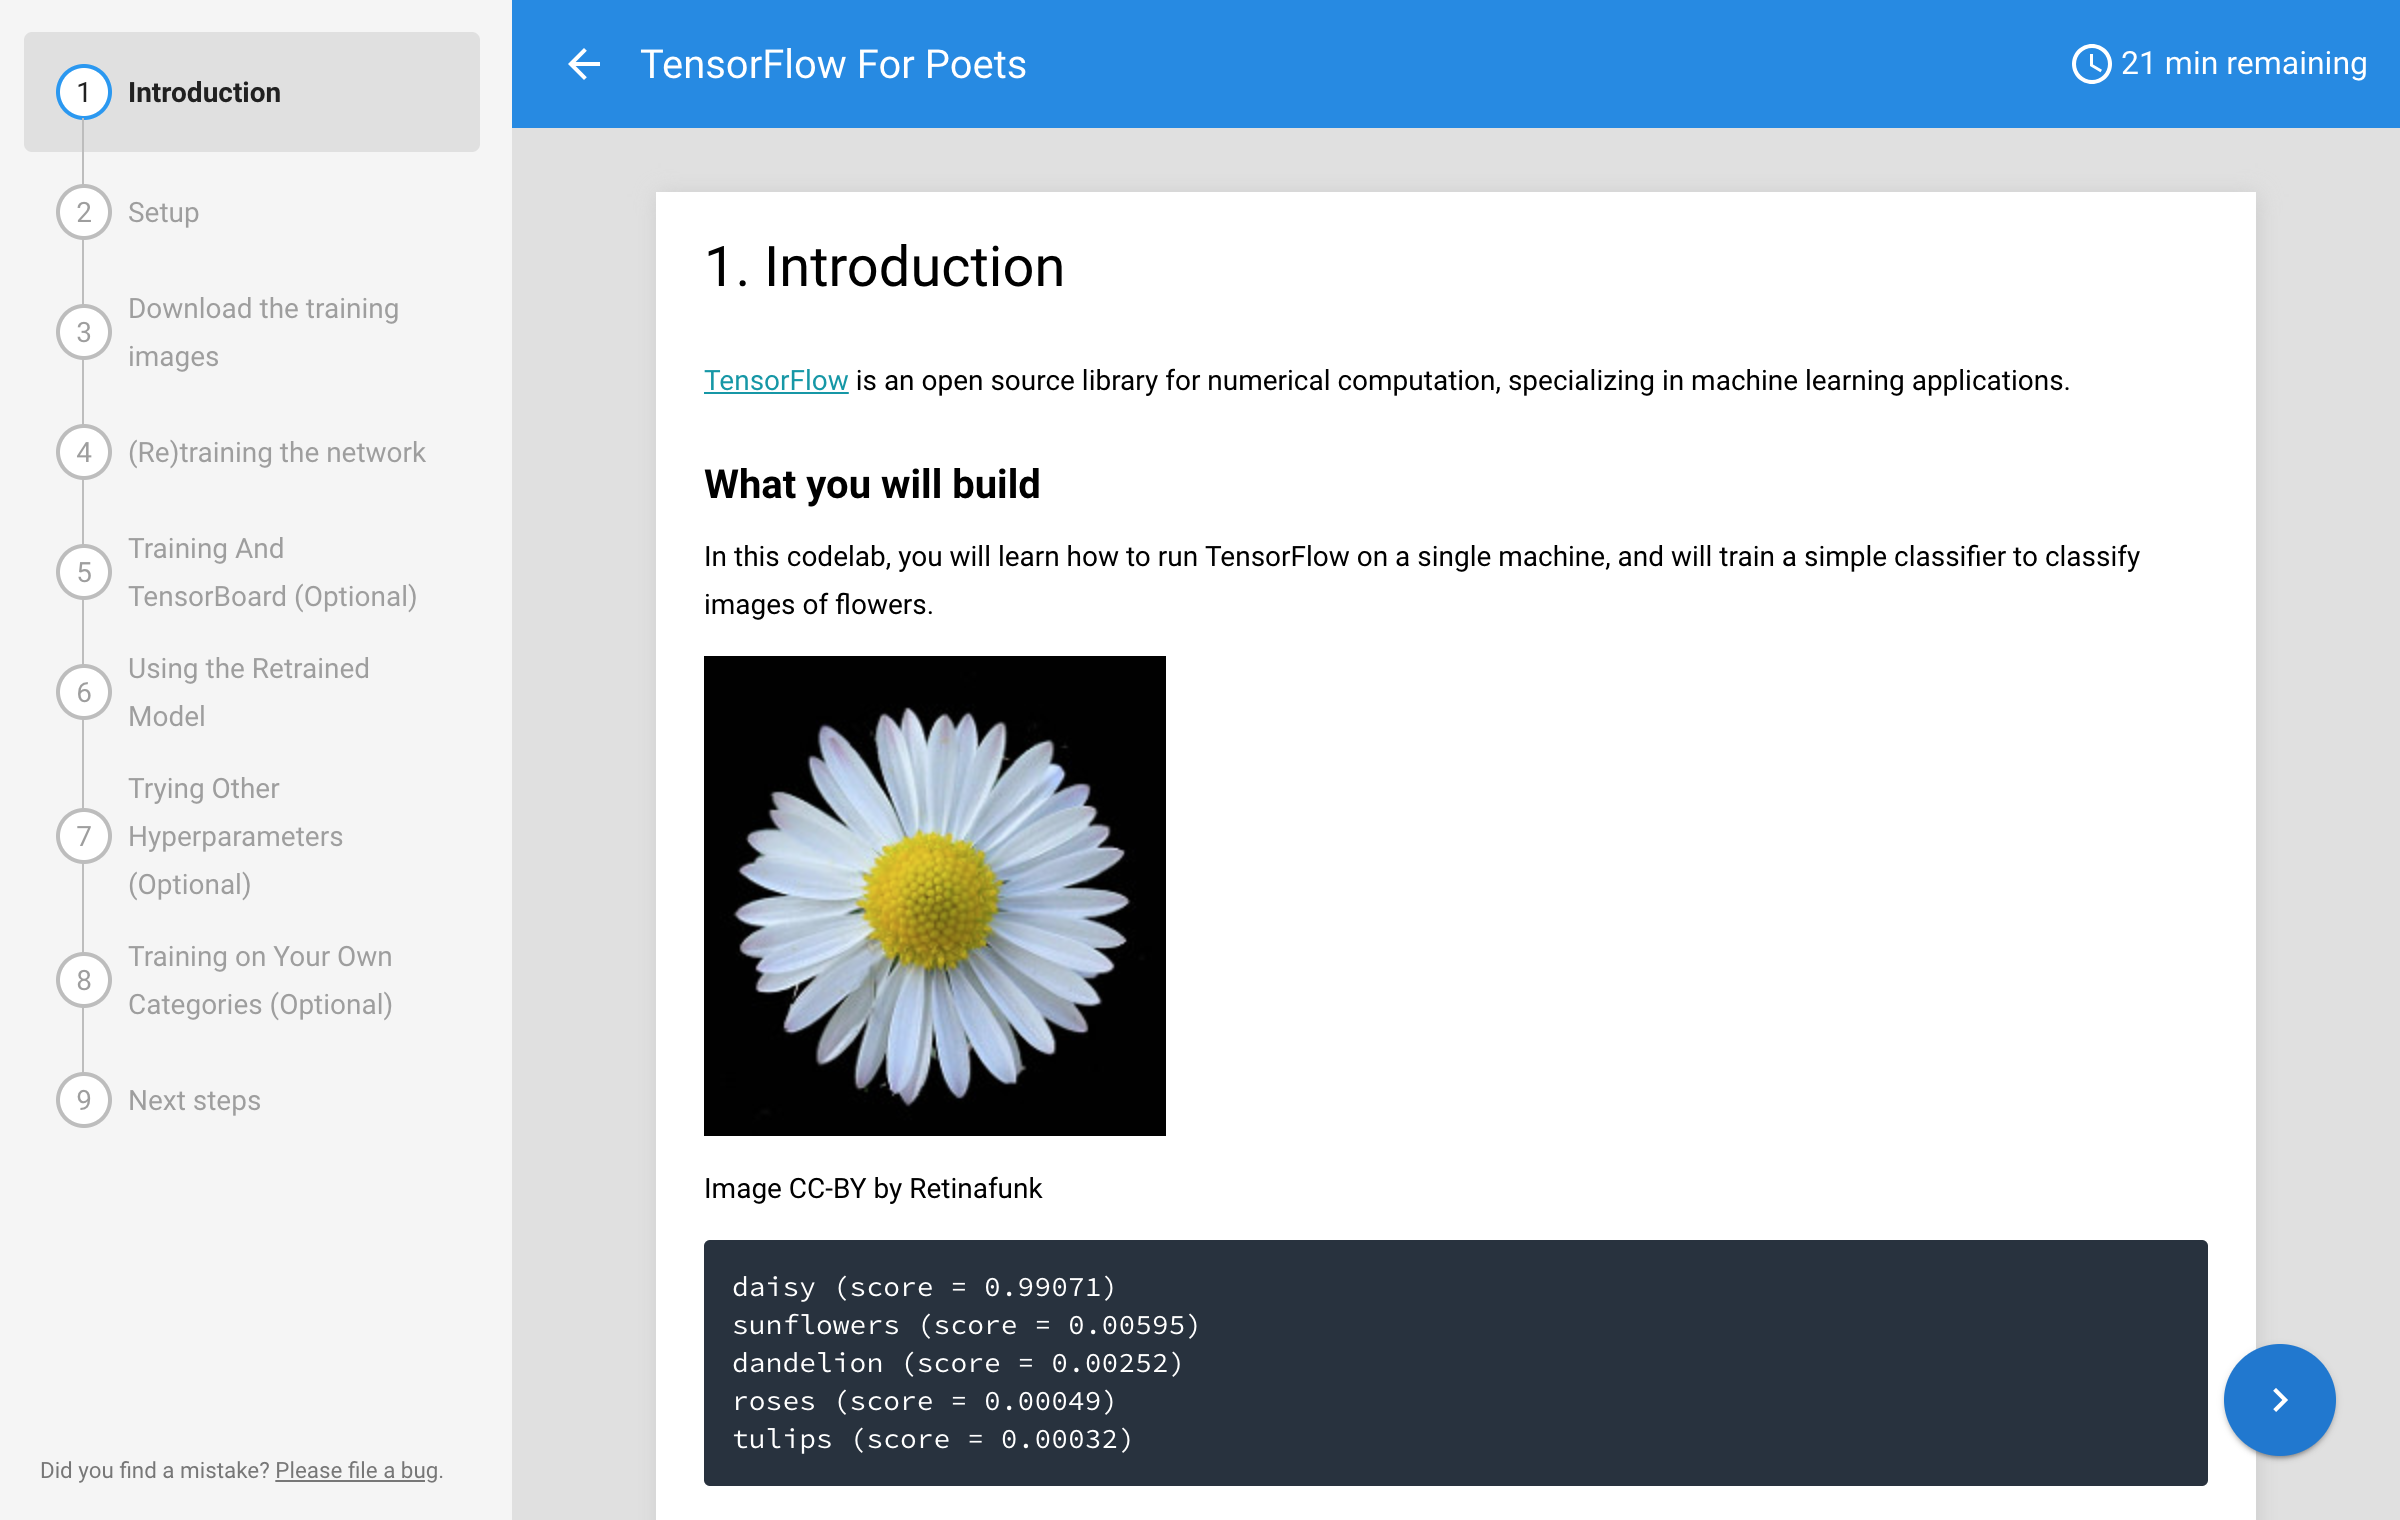 1 Introduction
2 Setup
3 Download the training
images
4 (Re)training the network
5 Training And
TensorBoard (Optional)
6 Using the Retrained
Model
7 Trying Other
Hyperparameters
(Optional)
8 Training on Your Own
Categories (Optional)
9 Next steps
Did you find a mistake? Please file a bug.
TensorFlow For Poets
21 min remaining
1. Introduction
TensorFlow is an open source library for numerical computation, specializing in machine learning applications.
What you will build
In this codelab, you will learn how to run TensorFlow on a single machine, and will train a simple classifier to classify
images of flowers.
Image CC-BY by Retinafunk
daisy (score = 0.99071)
sunflowers (score = 0.00595)
dandelion (score = 0.00252)
roses (score = 0.00049)
tulips (score = 0.00032)